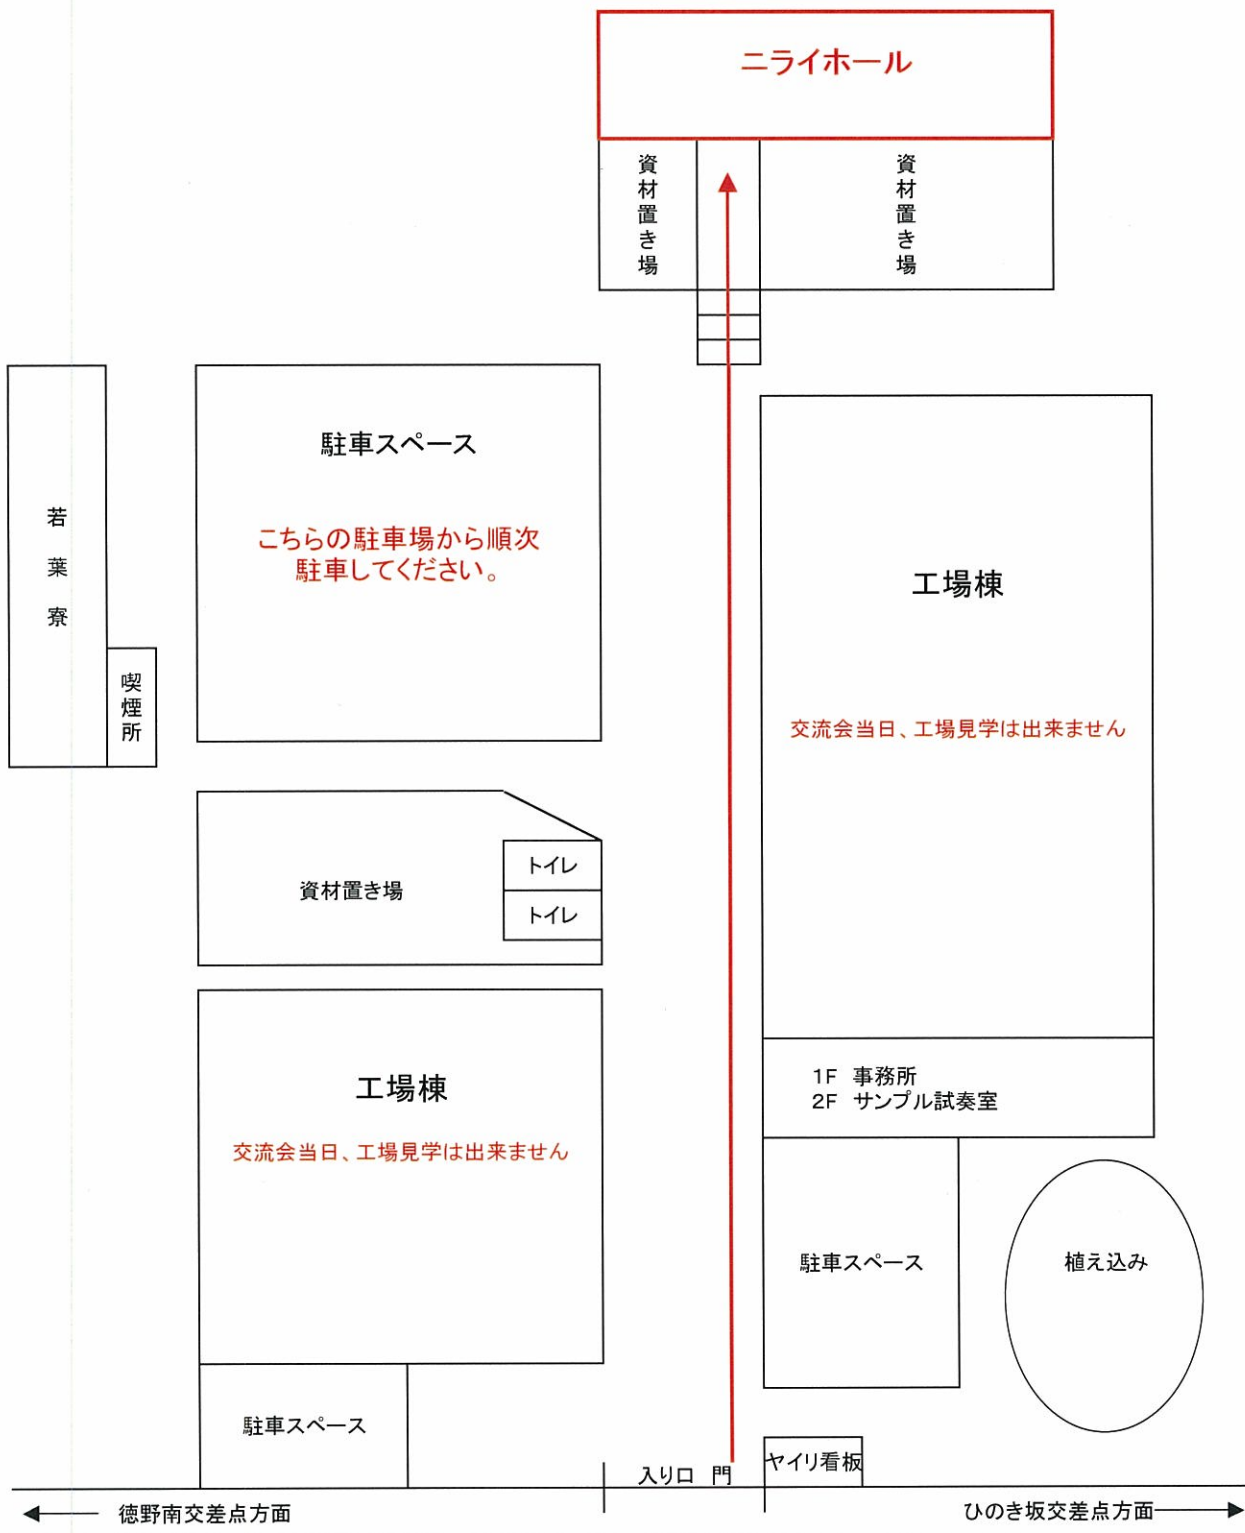 ニライホール
資材置き場
資材置き場
駐車スペース
こちらの駐車場から順次
駐車してください。
若葉寮
喫煙所
工場棟
交流会当日、工場見学は出来ません
資材置き場
トイレ
トイレ
工場棟
交流会当日、工場見学は出来ません
1F 事務所
2F サンプル試奏室
駐車スペース
植え込み
駐車スペース
ヤイリ看板
入り口 門
徳野南交差点方面
ひのき坂交差点方面